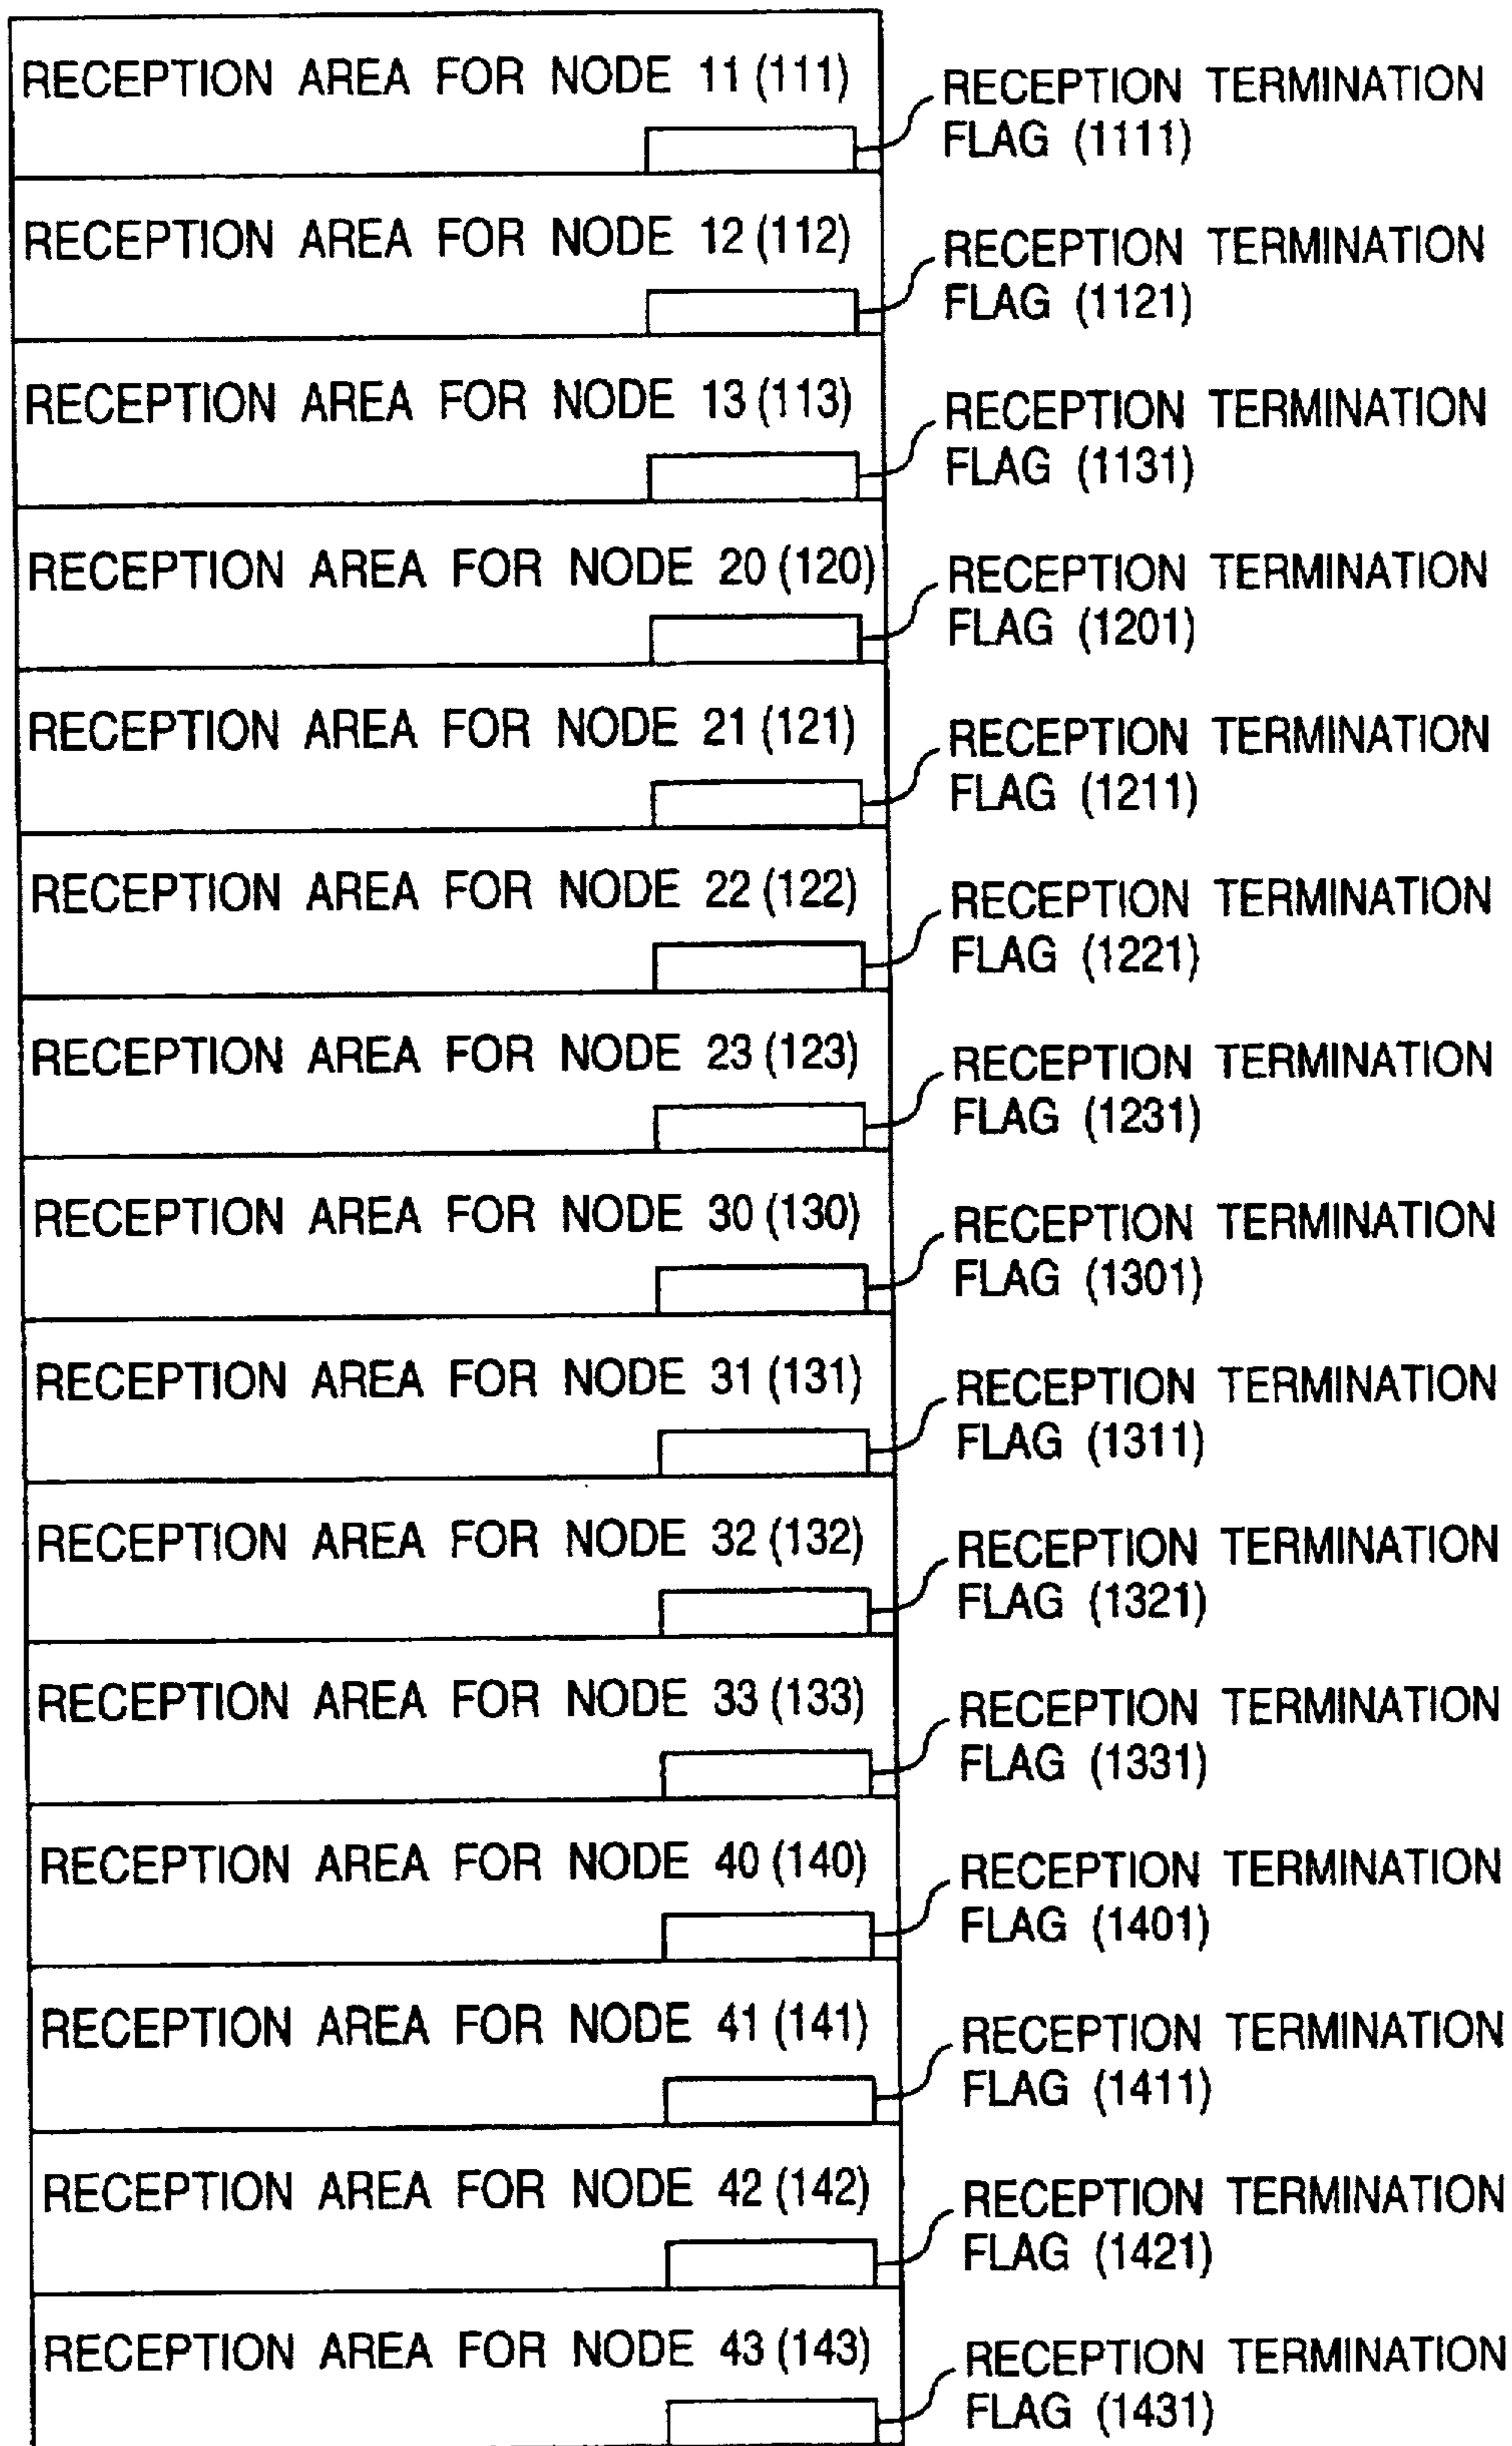 RECEPTION AREA FOR NODE 11 (111)
RECEPTION TERMINATION
FLAG (1111)
RECEPTION AREA FOR NODE 12 (112)
RECEPTION TERMINATION
FLAG (1121)
RECEPTION AREA FOR NODE 13 (113)
RECEPTION TERMINATION
FLAG (1131)
RECEPTION AREA FOR NODE 20 (120)
RECEPTION TERMINATION
FLAG (1201)
RECEPTION AREA FOR NODE 21 (121)
RECEPTION TERMINATION
FLAG (1211)
RECEPTION AREA FOR NODE 22 (122)
RECEPTION TERMINATION
FLAG (1221)
RECEPTION AREA FOR NODE 23 (123)
RECEPTION TERMINATION
FLAG (1231)
RECEPTION AREA FOR NODE 30 (130)
RECEPTION TERMINATION
FLAG (1301)
RECEPTION AREA FOR NODE 31 (131)
RECEPTION TERMINATION
FLAG (1311)
RECEPTION AREA FOR NODE 32 (132)
RECEPTION TERMINATION
FLAG (1321)
RECEPTION AREA FOR NODE 33 (133)
RECEPTION TERMINATION
FLAG (1331)
RECEPTION AREA FOR NODE 40 (140)
RECEPTION TERMINATION
FLAG (1401)
RECEPTION AREA FOR NODE 41 (141)
RECEPTION TERMINATION
FLAG (1411)
RECEPTION AREA FOR NODE 42 (142)
RECEPTION TERMINATION
FLAG (1421)
RECEPTION AREA FOR NODE 43 (143)
RECEPTION TERMINATION
FLAG (1431)